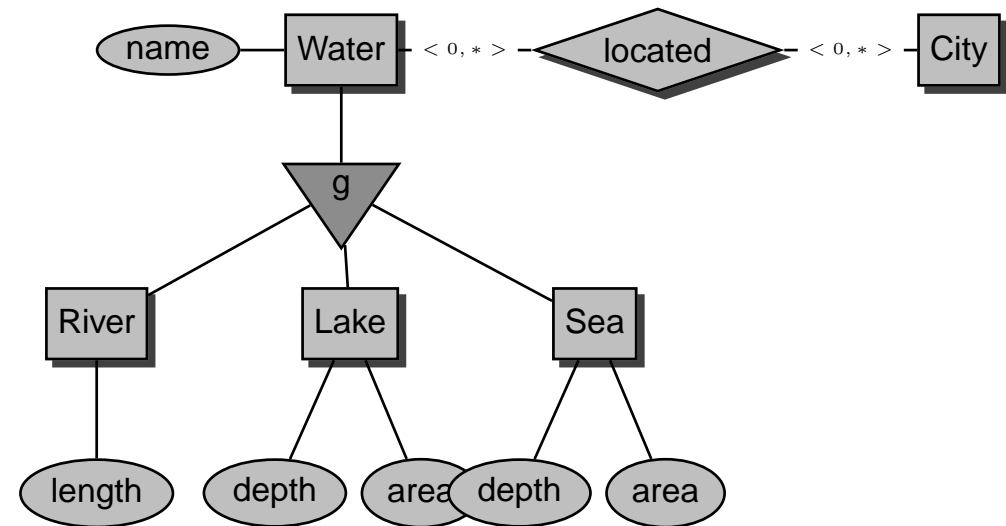 name Water < 0, * > located < 0, * > City
g
River Lake Sea
length depth area depth area